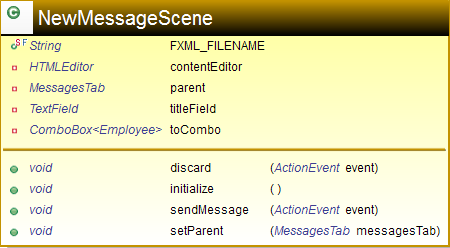 C NewMessageScene
S F String FXML_FILENAME
HTMLEditor contentEditor
MessagesTab parent
TextField titleField
ComboBox<Employee> toCombo
void discard (ActionEvent event)
void initialize ( )
void sendMessage (ActionEvent event)
void setParent (MessagesTab messagesTab)